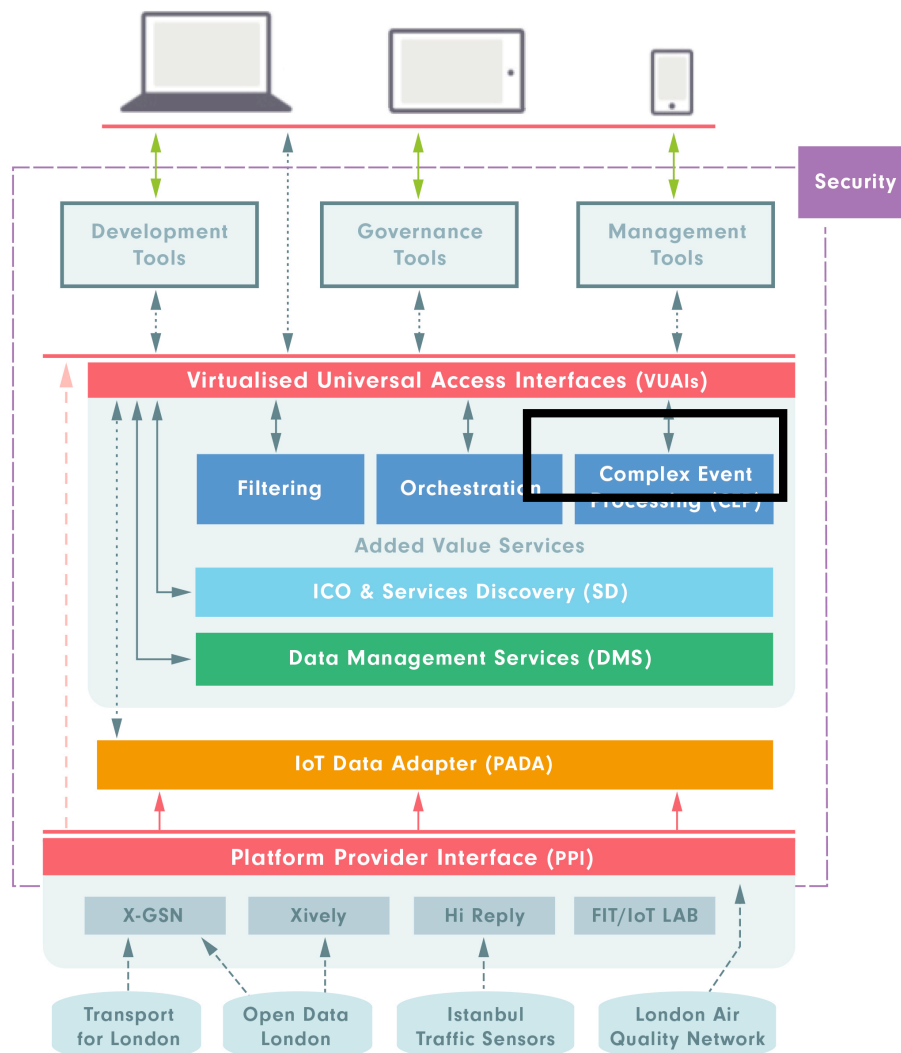 Security
Development
Tools
Governance
Tools
Management
Tools
Virtualised Universal Access Interfaces (VUAIs)
Filtering
Orchestration
Complex Event
Processing (CEP)
Added Value Services
ICO & Services Discovery (SD)
Data Management Services (DMS)
IoT Data Adapter (PADA)
Platform Provider Interface (PPI)
X-GSN
Xively
Hi Reply
FIT/IoT LAB
Transport
for London
Open Data
London
Istanbul
Traffic Sensors
London Air
Quality Network